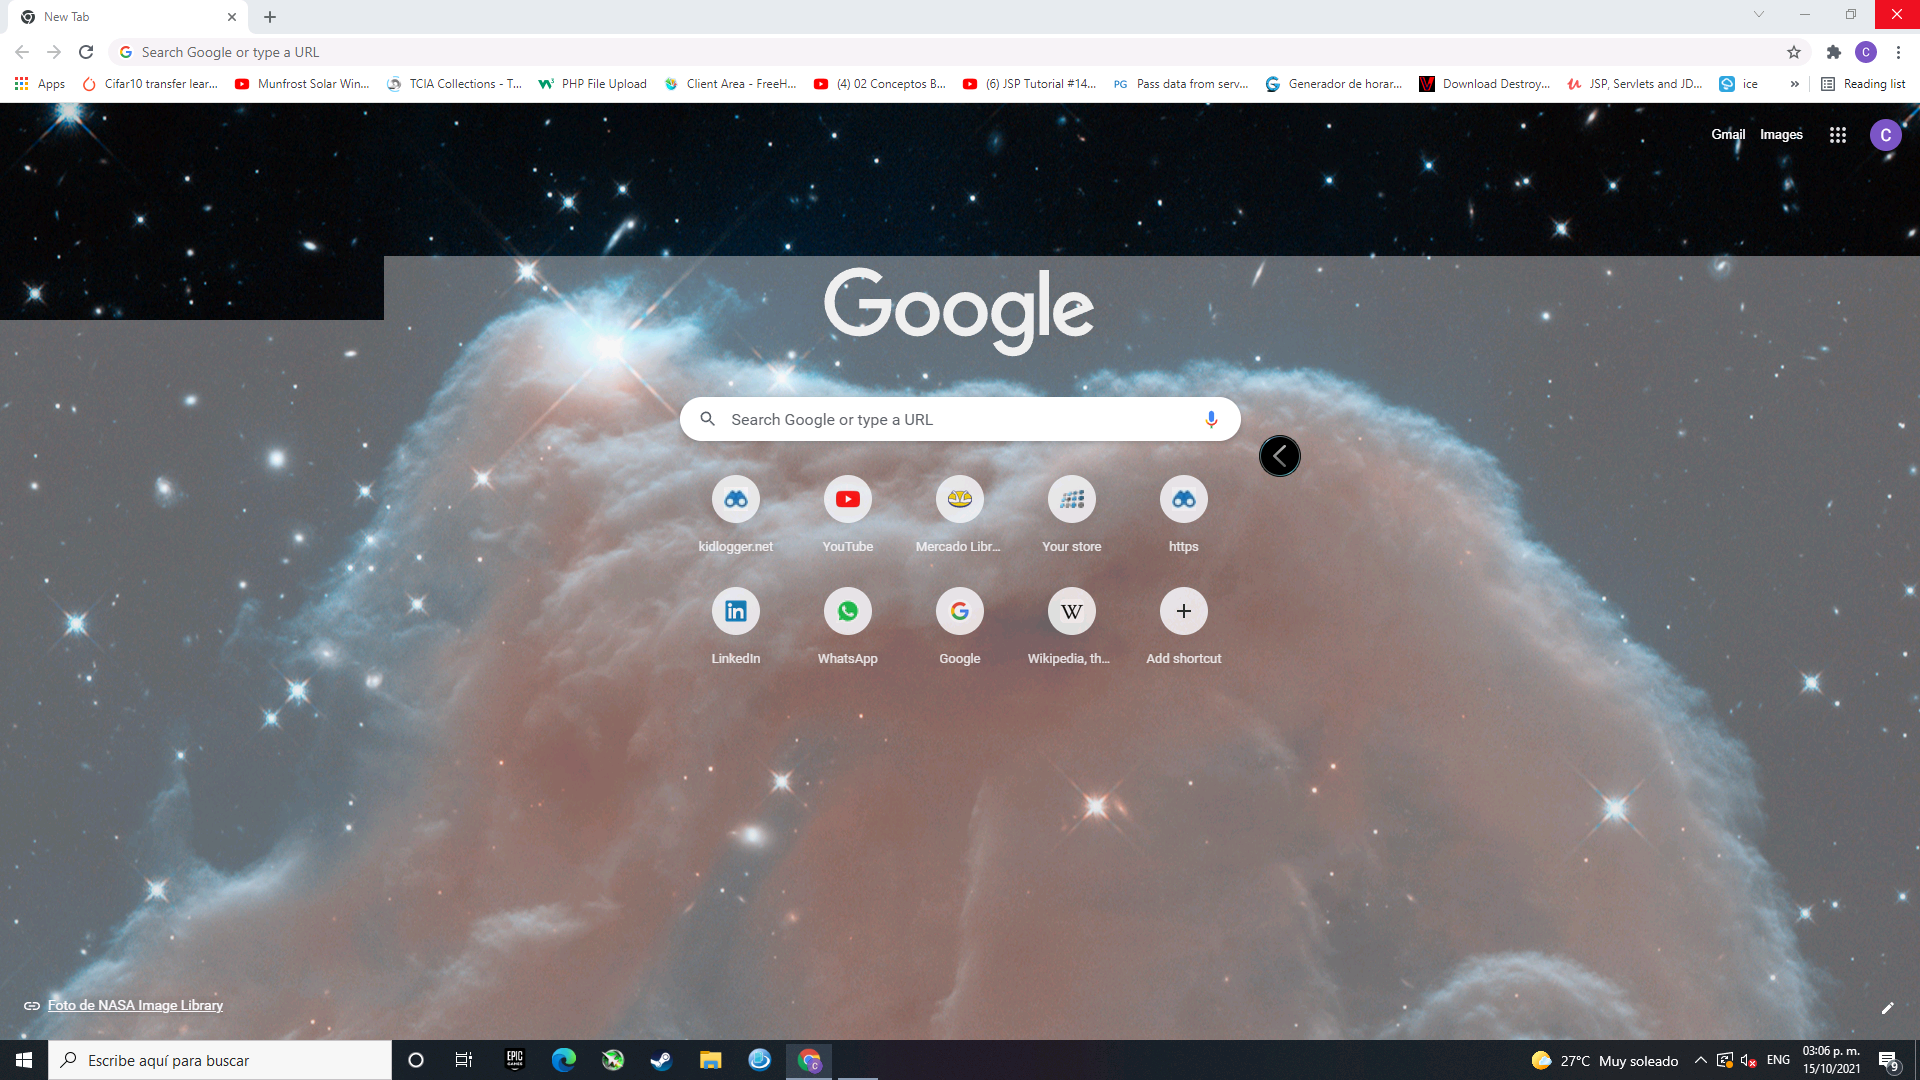 New Tab
Search Google or type a URL
C
Apps
Cifar10 transfer lear...
Munfrost Solar Win...
TCIA Collections - T...
PHP File Upload
Client Area - FreeH...
(4) 02 Conceptos B...
(6) JSP Tutorial #14...
PG Pass data from serv...
Generador de horar...
Download Destroy...
JSP, Servlets and JD...
ice
»
Reading list
Gmail
Images
C
Google
Search Google or type a URL
kidlogger.net
YouTube
Mercado Libr...
Your store
https
in
G
W
LinkedIn
WhatsApp
Google
Wikipedia, th...
Add shortcut
Foto de NASA Image Library
Escribe aquí para buscar
EPIC GAMES
C
27°C Muy soleado
ENG
03:06 p. m.
15/10/2021
9